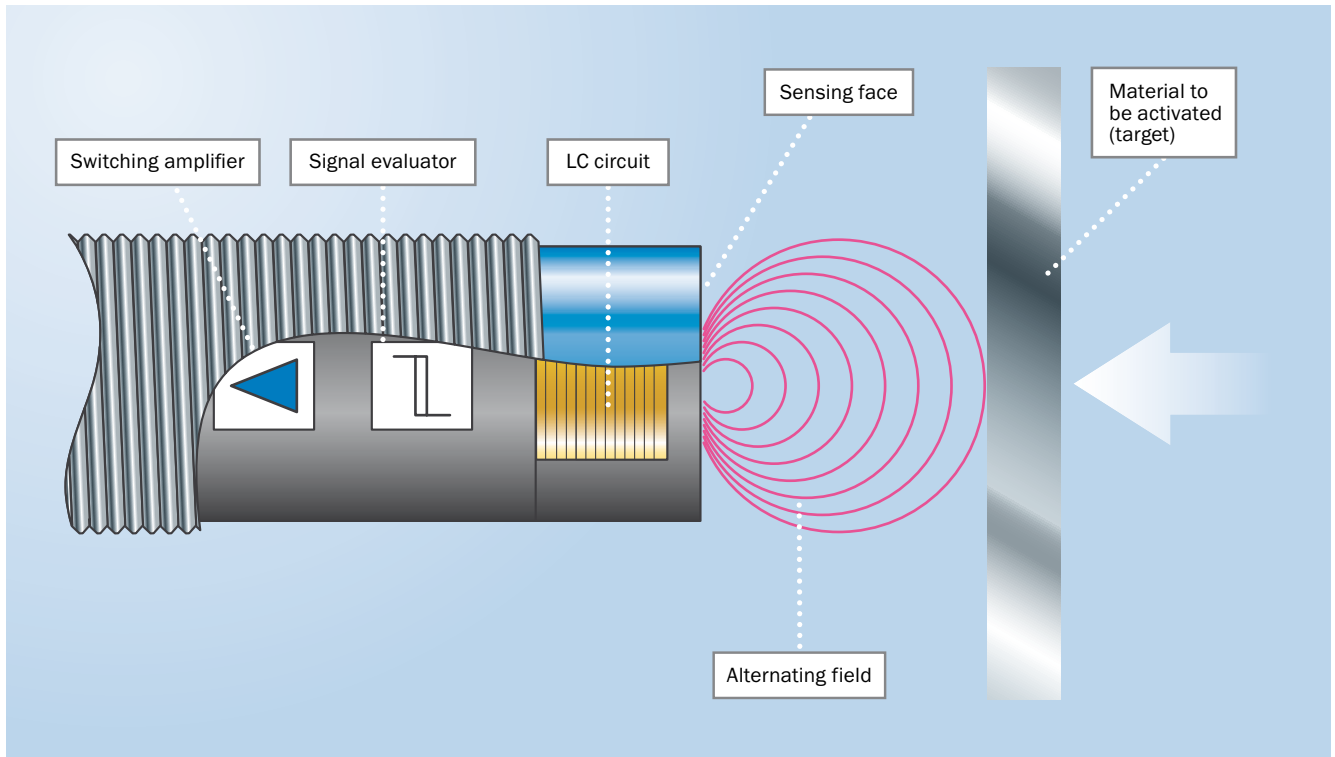 Sensing face
Material to
be activated
(target)
Switching amplifier
Signal evaluator
LC circuit
Alternating field